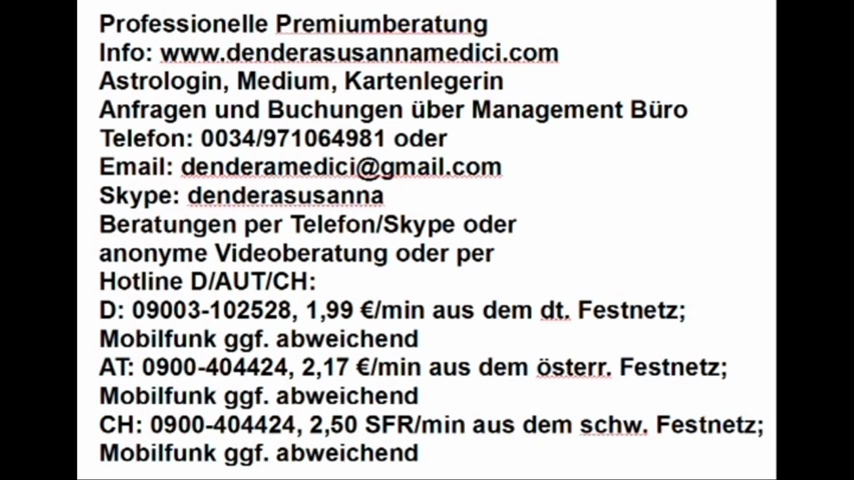 Professionelle Premiumberatung
Info: www.denderasusannamedici.com
Astrologin, Medium, Kartenlegerin
Anfragen und Buchungen über Management Büro
Telefon: 0034/971064981 oder
Email: denderamedici@gmail.com
Skype: denderasusanna
Beratungen per Telefon/Skype oder
anonyme Videoberatung oder per
Hotline D/AUT/CH:
D: 09003-102528, 1,99 €/min aus dem dt. Festnetz;
Mobilfunk ggf. abweichend
AT: 0900-404424, 2,17 €/min aus dem österr. Festnetz;
Mobilfunk ggf. abweichend
CH: 0900-404424, 2,50 SFR/min aus dem schw. Festnetz;
Mobilfunk ggf. abweichend